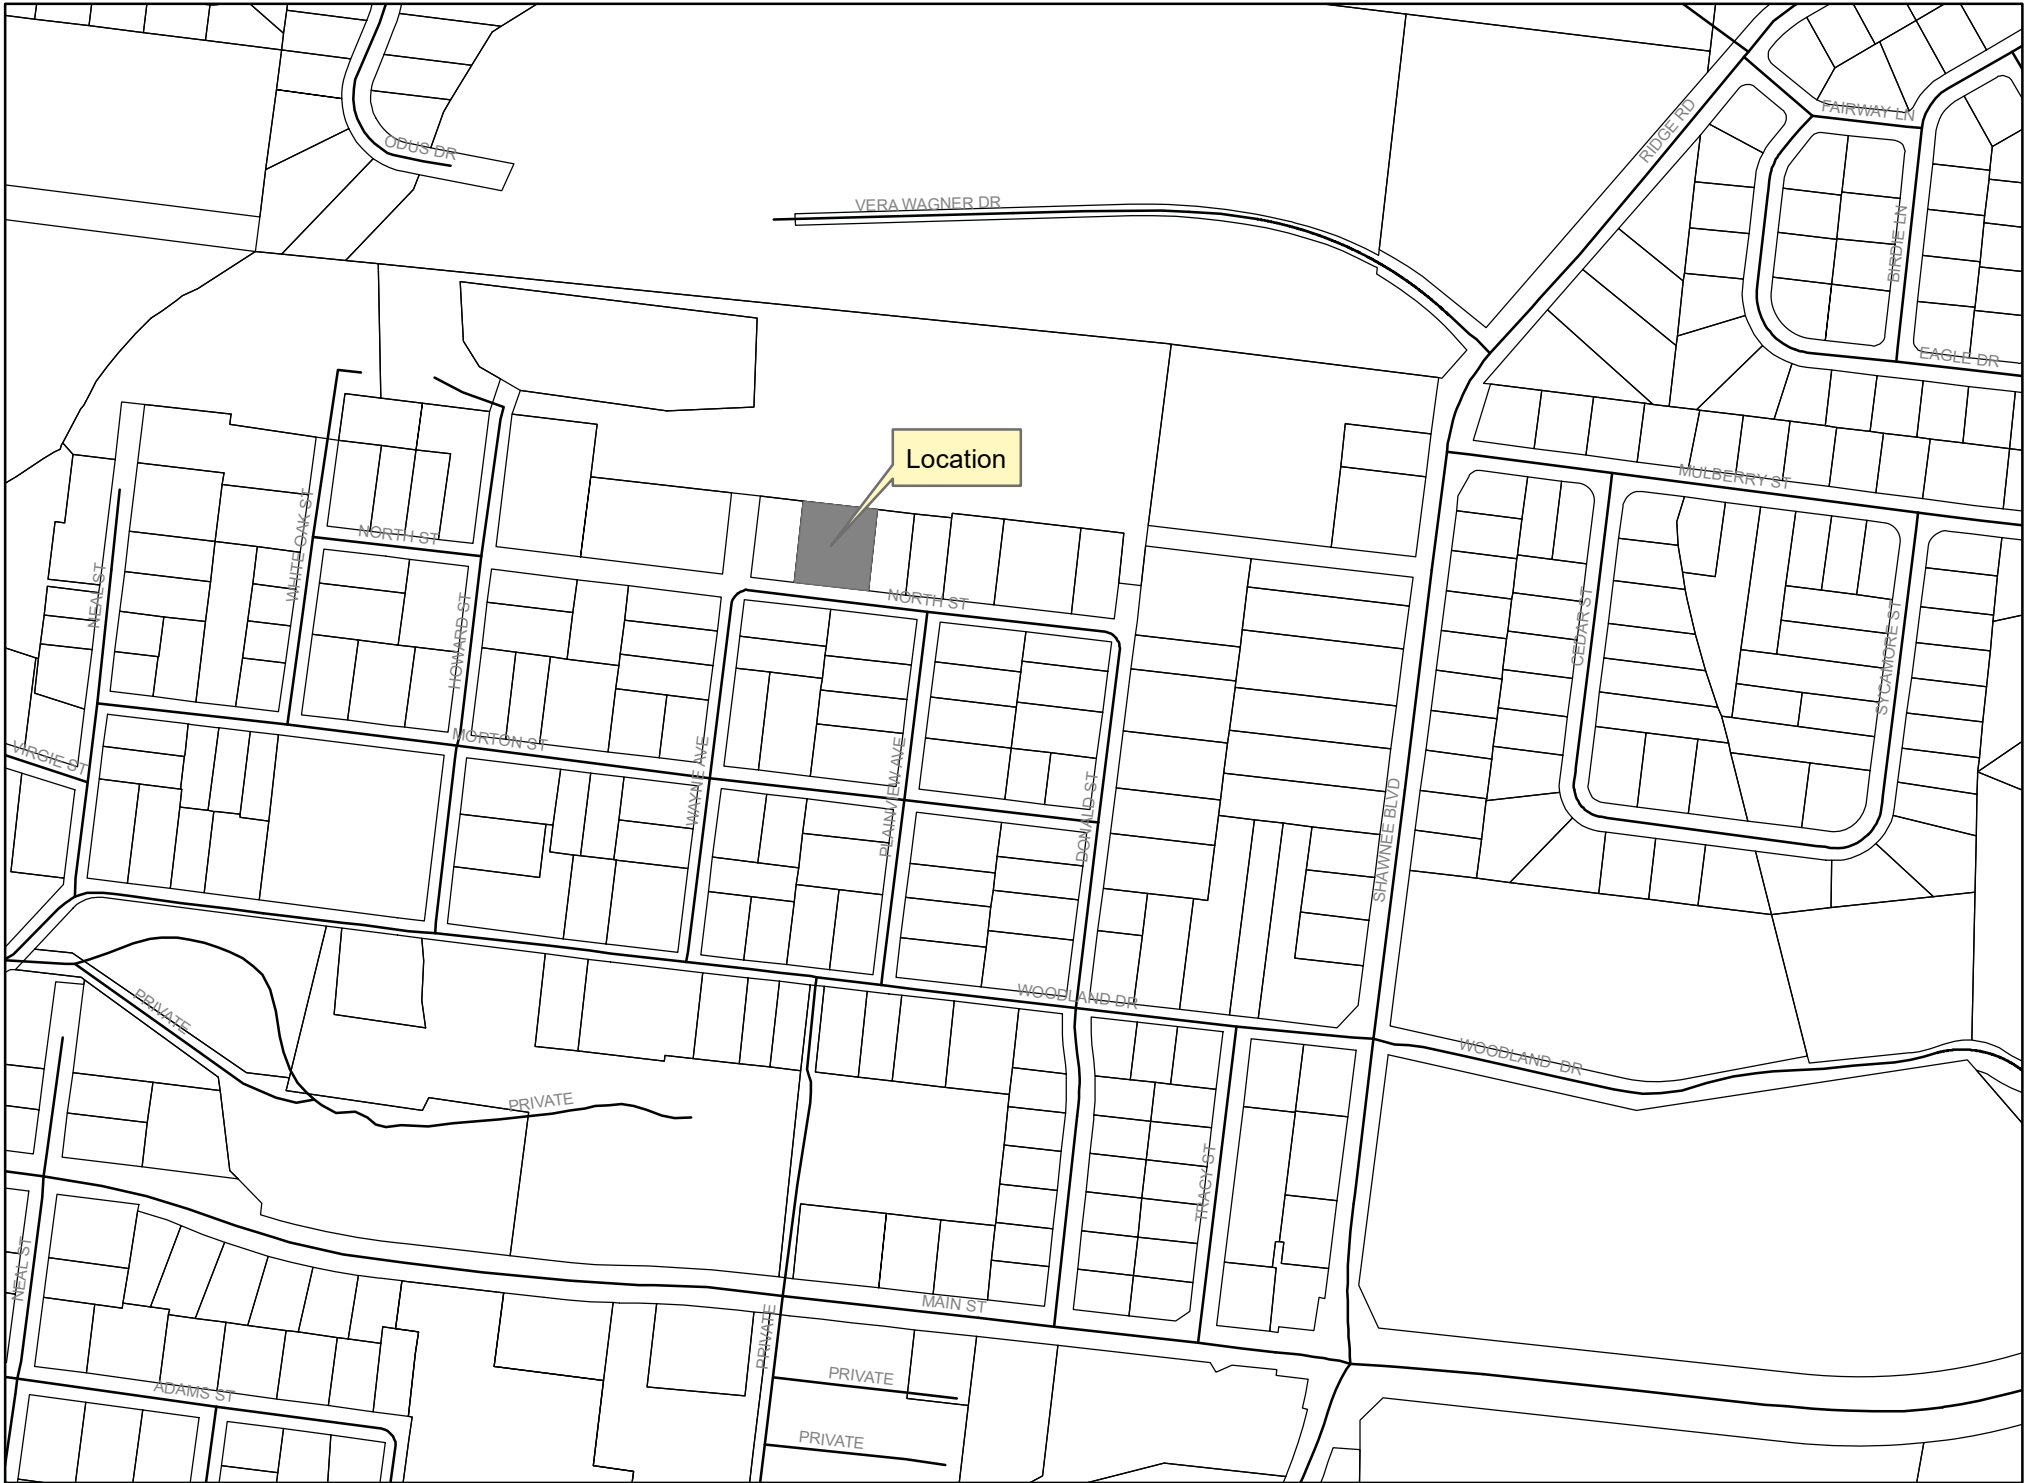 FAIRWAY LN
RIDGE RD
ODUS DR
VERA WAGNER DR
BIRDIE LN
EAGLE DR
Location
MULBERRY ST
WHITE OAK ST
NORTH ST
NEAL ST
HOWARD ST
NORTH ST
CEDAR ST
SYCAMORE ST
MORTON ST
VIRGIE ST
WAYNE AVE
PLAINVIEW AVE
DONALD ST
SHAWNEE BLVD
WOODLAND DR
PRIVATE
WOODLAND DR
PRIVATE
TRACY ST
NEAL ST
MAIN ST
PRIVATE
PRIVATE
ADAMS ST
PRIVATE